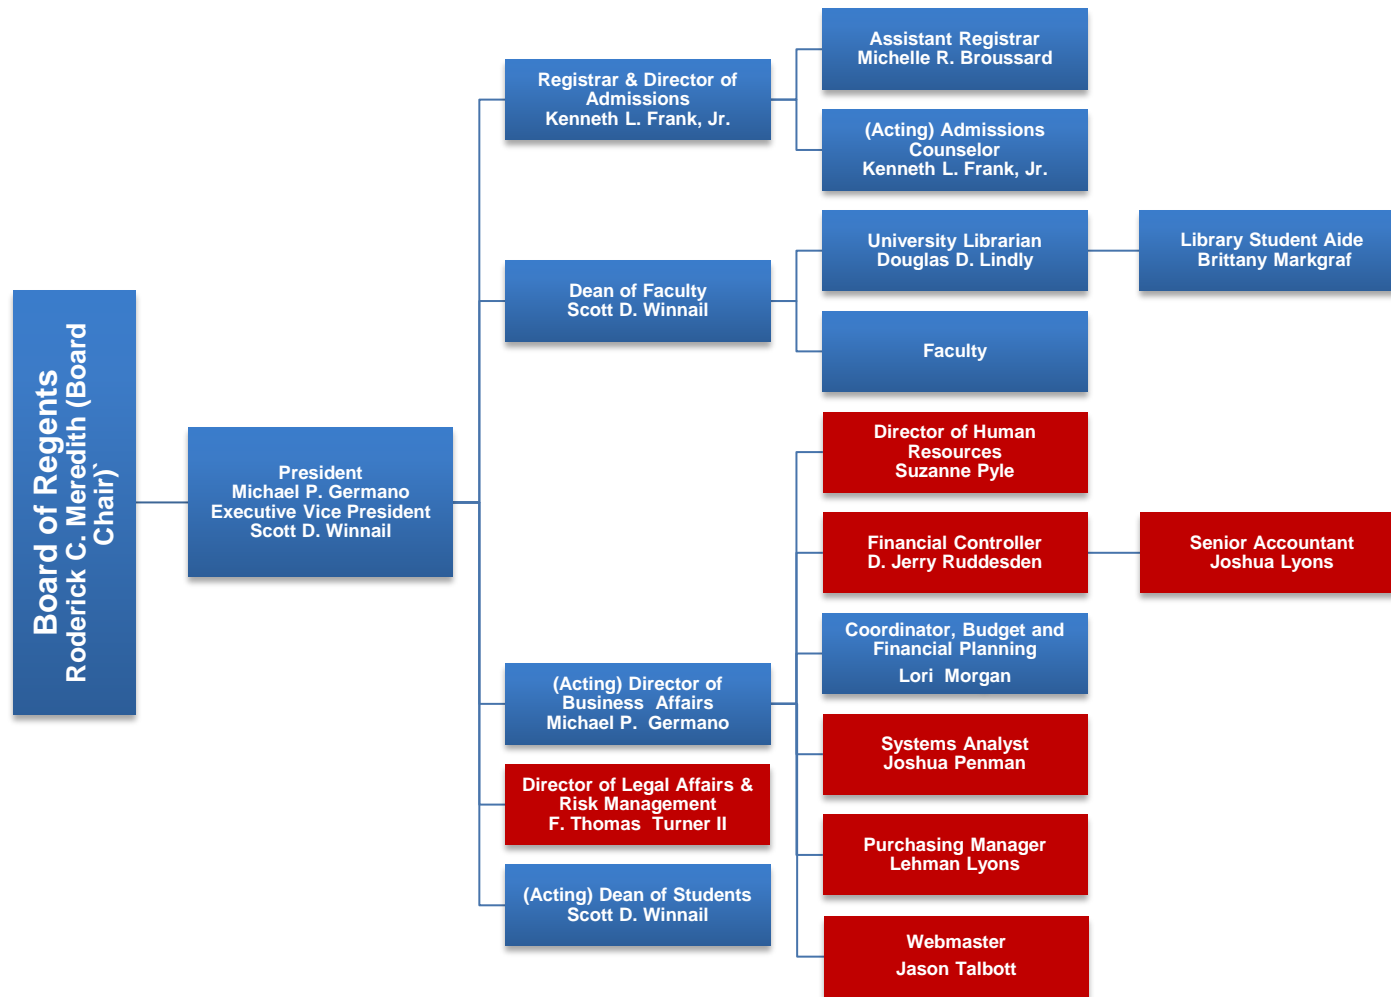 Board of Regents
Roderick C. Meredith (Board
Chair)`
President
Michael P. Germano
Executive Vice President
Scott D. Winnail
Registrar & Director of
Admissions
Kenneth L. Frank, Jr.
Assistant Registrar
Michelle R. Broussard
(Acting) Admissions
Counselor
Kenneth L. Frank, Jr.
Dean of Faculty
Scott D. Winnail
University Librarian
Douglas D. Lindly
Library Student Aide
Brittany Markgraf
Faculty
(Acting) Director of
Business Affairs
Michael P. Germano
Director of Human
Resources
Suzanne Pyle
Financial Controller
D. Jerry Ruddesden
Senior Accountant
Joshua Lyons
Coordinator, Budget and
Financial Planning
Lori Morgan
Systems Analyst
Joshua Penman
Purchasing Manager
Lehman Lyons
Webmaster
Jason Talbott
Director of Legal Affairs &
Risk Management
F. Thomas Turner II
(Acting) Dean of Students
Scott D. Winnail